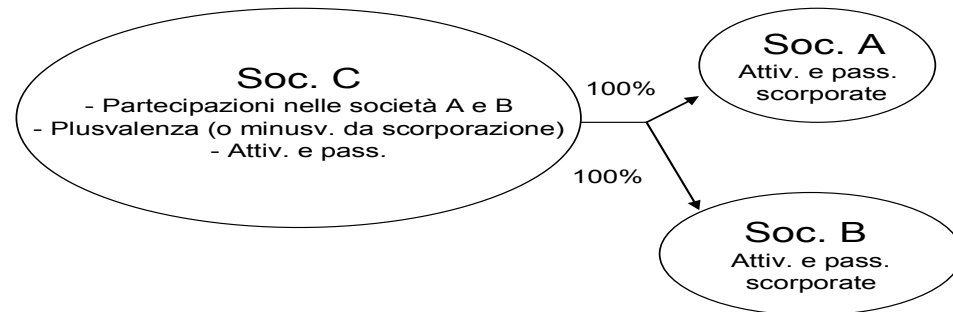 Soc. C
- Partecipazioni nelle società A e B
- Plusvalenza (o minusv. da scorporazione)
- Attiv. e pass.
100%
100%
Soc. A
Attiv. e pass.
scorporate
Soc. B
Attiv. e pass.
scorporate